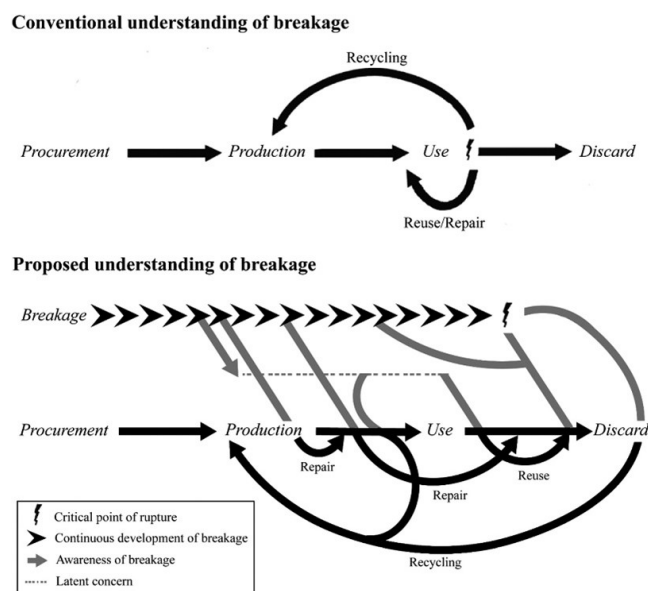 Conventional understanding of breakage
Recycling
Procurement
Production
Use
Discard
Reuse/Repair
Proposed understanding of breakage
Breakage
Procurement
Production
Use
Discard
Repair
Repair
Reuse
Recycling
Critical point of rupture
Continuous development of breakage
Awareness of breakage
Latent concern